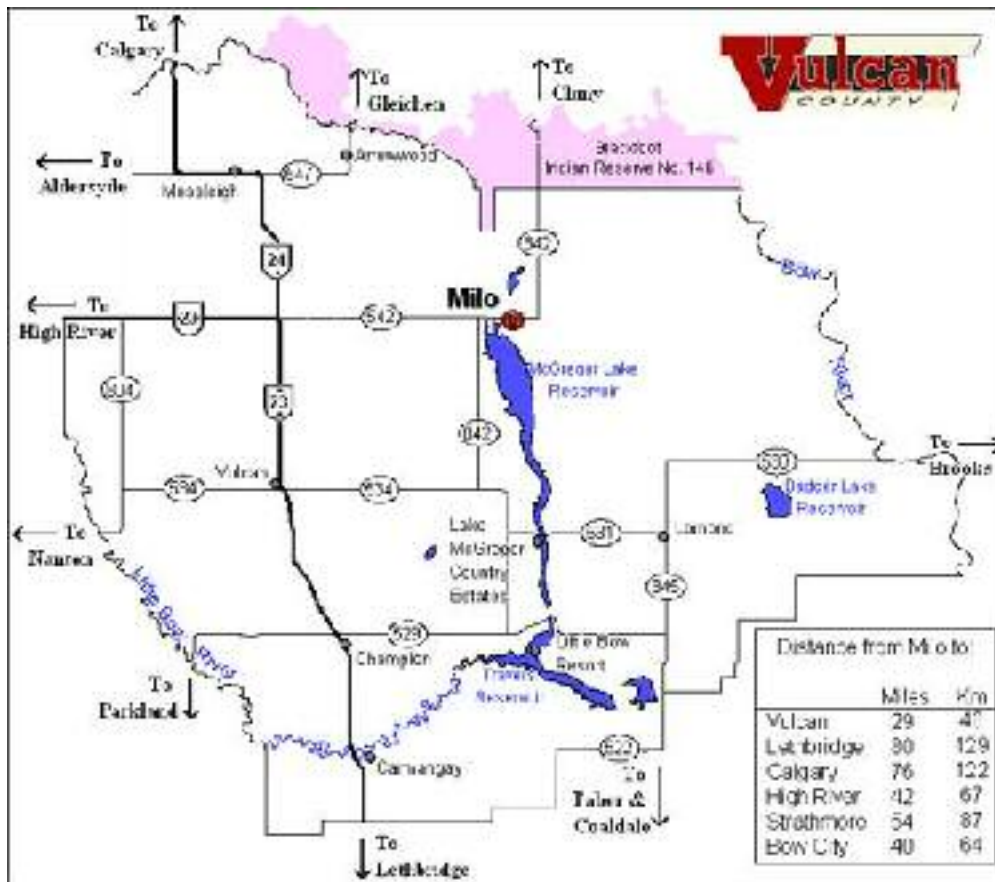 To
Calgary
To
Gleichen
To
Cluny
Vulcan
COUNTY
To
Aldersyde
Mossleigh
547
Arrowwood
Blackfoot
Indian Reserve No. 146
842
24
Bow
River
Milo
To
High River
23
542
McGregor Lake
Reservoir
804
23
842
To
Brooks
Vulcan
534
534
530
Badger Lake
Reservoir
To
Nanton
Lake
McGregor
Country
Estates
531
Lomond
845
Little Bow
River
529
Champion
Little Bow
Resort
Travers
Reservoir
To
Parkland
Carmangay
522
To
Taber &
Coaldale
To
Lethbridge
Distance from Milo to:
Miles Km
Vulcan 29
Lethbridge 80 129
Calgary 76 122
High River 42 67
Strathmore 54 87
Bow City 40 64